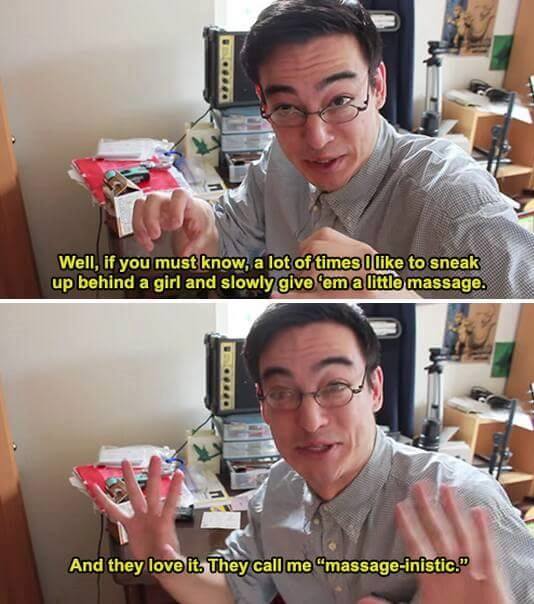 Well, if you must know, a lot of times I like to sneak
up behind a girl and slowly give 'em a little massage.
And they love it. They call me "massage-inistic."